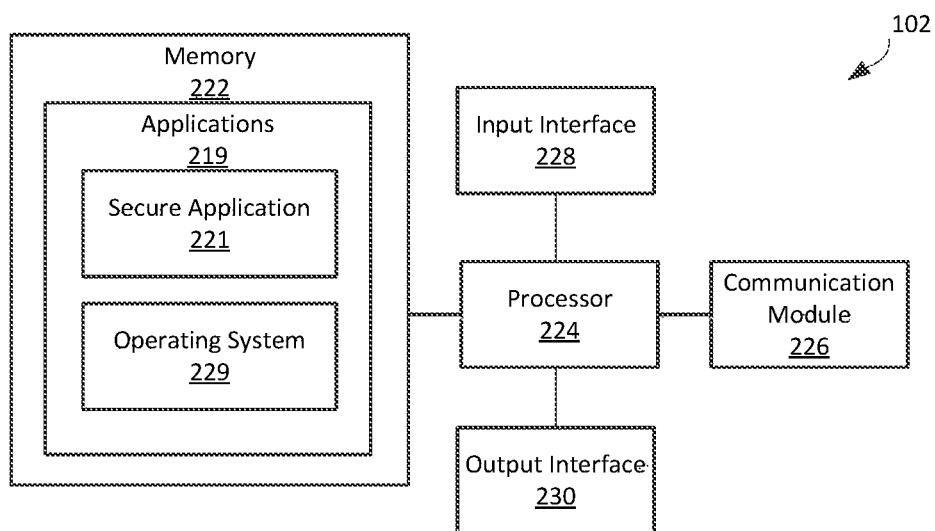 102
Memory
222
Applications
219
Secure Application
221
Operating System
229
Input Interface
228
Processor
224
Communication
Module
226
Output Interface
230